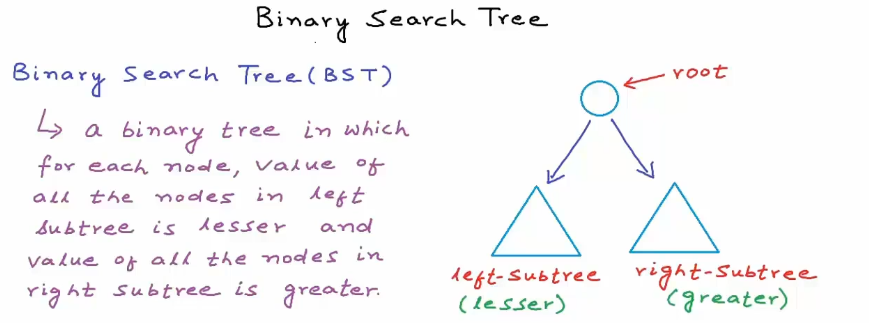 Binary Search Tree
Binary Search Tree(BST)
↳ a binary tree in which
for each node, value of
all the nodes in left
subtree is lesser and
value of all the nodes in
right subtree is greater.
root
left-subtree
(lesser)
right-subtree
(greater)